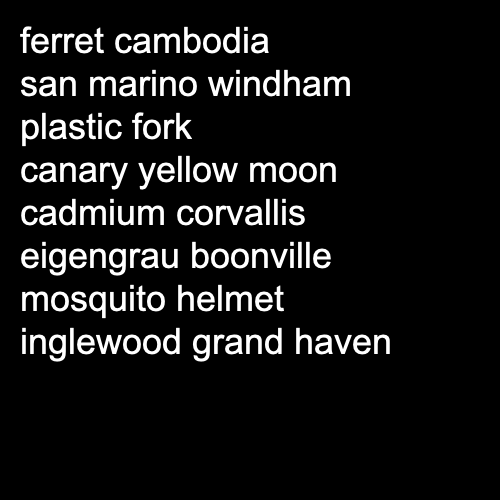 ferret cambodia
san marino windham
plastic fork
canary yellow moon
cadmium corvallis
eigengrau boonville
mosquito helmet
inglewood grand haven